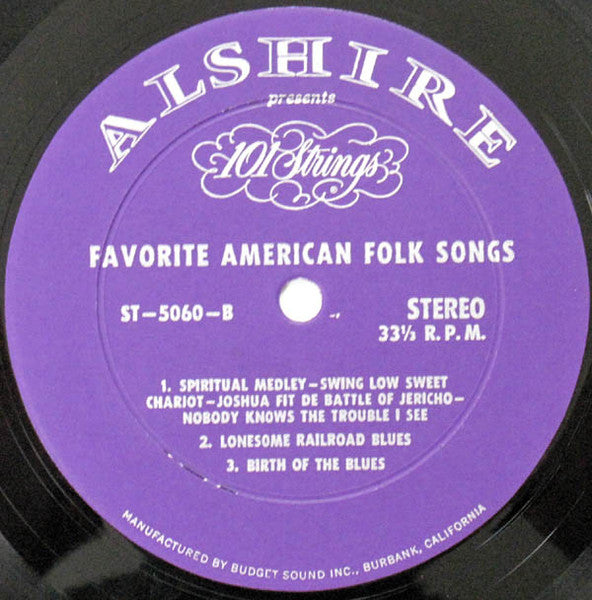 ALSHIRE
presents
101 Strings
FAVORITE AMERICAN FOLK SONGS
ST-5060-B
STEREO
33⅓ R.P.M.
1. SPIRITUAL MEDLEY-SWING LOW SWEET
CHARIOT-JOSHUA FIT DE BATTLE OF JERICHO-
NOBODY KNOWS THE TROUBLE I SEE
2. LONESOME RAILROAD BLUES
3. BIRTH OF THE BLUES
MANUFACTURED BY BUDGET SOUND INC., BURBANK, CALIFORNIA